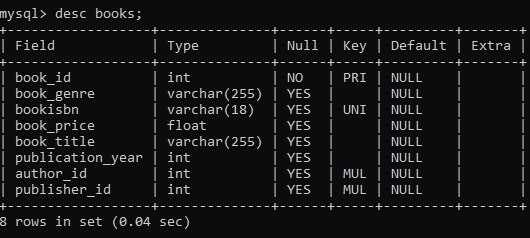 mysql> desc books;
+------------------+--------------+------+-----+---------+-------+
| Field            | Type         | Null | Key | Default | Extra |
+------------------+--------------+------+-----+---------+-------+
| book_id          | int          | NO   | PRI | NULL    |       |
| book_genre       | varchar(255) | YES  |     | NULL    |       |
| bookisbn         | varchar(18)  | YES  | UNI | NULL    |       |
| book_price       | float        | YES  |     | NULL    |       |
| book_title       | varchar(255) | YES  |     | NULL    |       |
| publication_year | int          | YES  |     | NULL    |       |
| author_id        | int          | YES  | MUL | NULL    |       |
| publisher_id     | int          | YES  | MUL | NULL    |       |
+------------------+--------------+------+-----+---------+-------+
8 rows in set (0.04 sec)